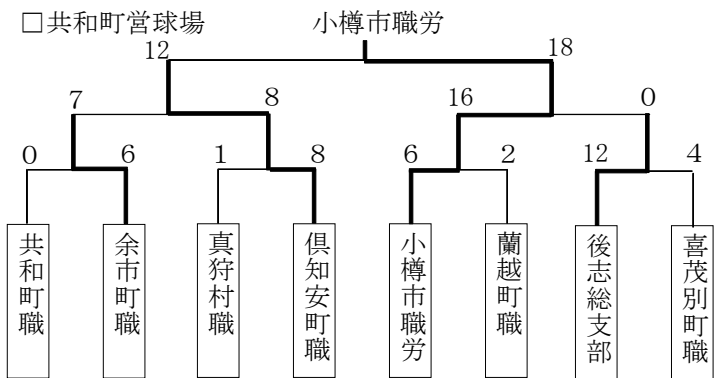 □共和町営球場
小樽市職労
12 18
7 8 16 0
0 6 1 8 6 2 12 4
共和町職
余市町職
真狩村職
倶知安町職
小樽市職労
蘭越町職
後志総支部
喜茂別町職